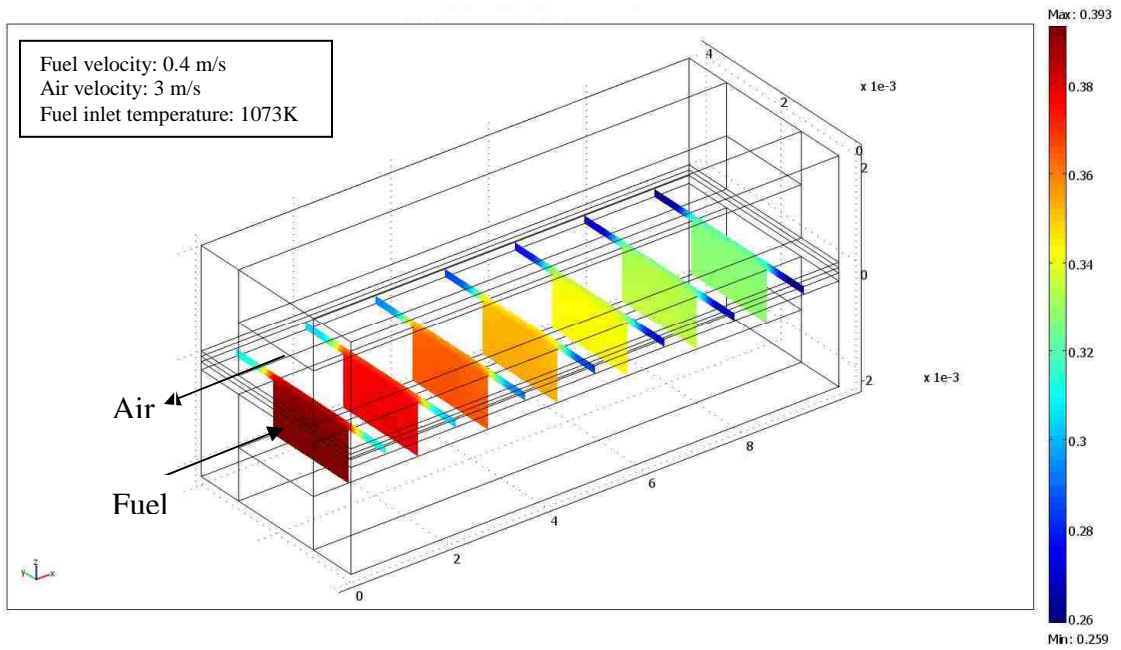 Max: 0.393
Fuel velocity: 0.4 m/s
Air velocity: 3 m/s
Fuel inlet temperature: 1073K
4
2
x 1e-3
0
2
0
-2
x 1e-3
Air
Fuel
8
6
4
2
0
z
y
x
0.38
0.36
0.34
0.32
0.3
0.28
0.26
Min: 0.259